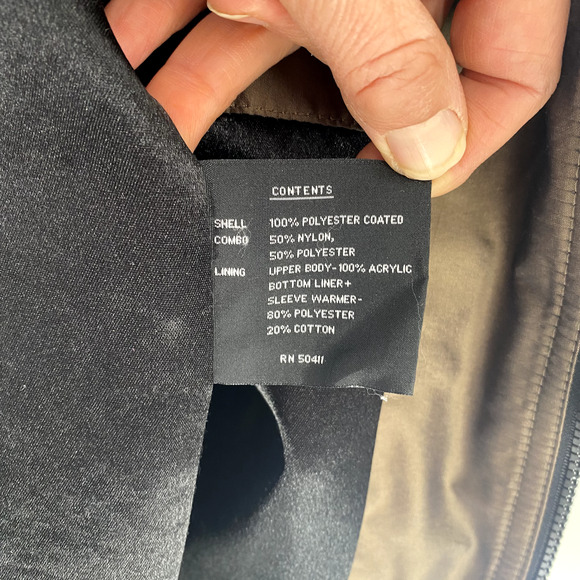 CONTENTS
SHELL 100% POLYESTER COATED
COMBO 50% NYLON,
50% POLYESTER
LINING UPPER BODY-100% ACRYLIC
BOTTOM LINER+
SLEEVE WARMER-
80% POLYESTER
20% COTTON
RN 50411